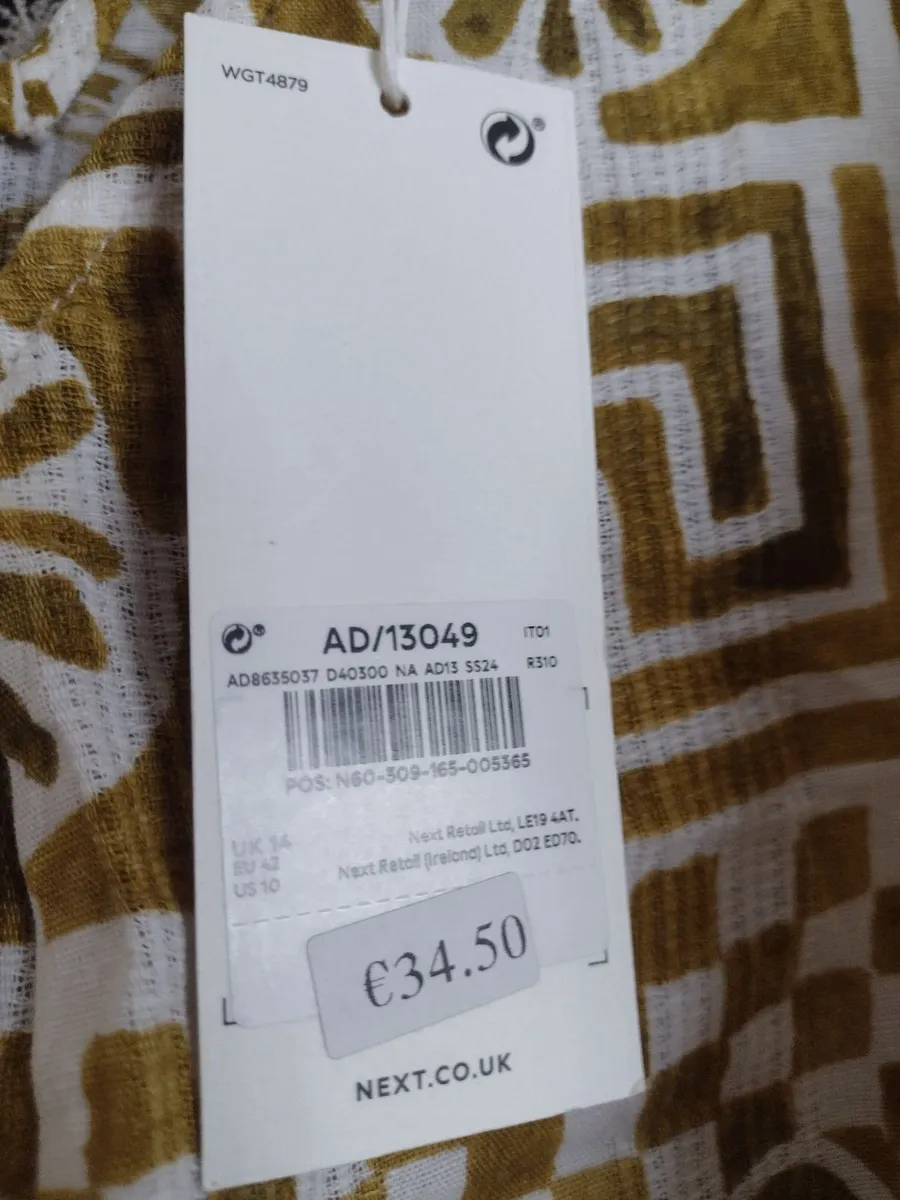 WGT4879
®
® AD/13049 IT01
AD8635037 D40300 NA AD13 SS24 R310
POS: N60-309-165-005365
Next Retail Ltd, LE19 4AT.
Next Retail (Ireland) Ltd, D02 ED70.
UK 14
EU 42
US 10
€34.50
NEXT.CO.UK